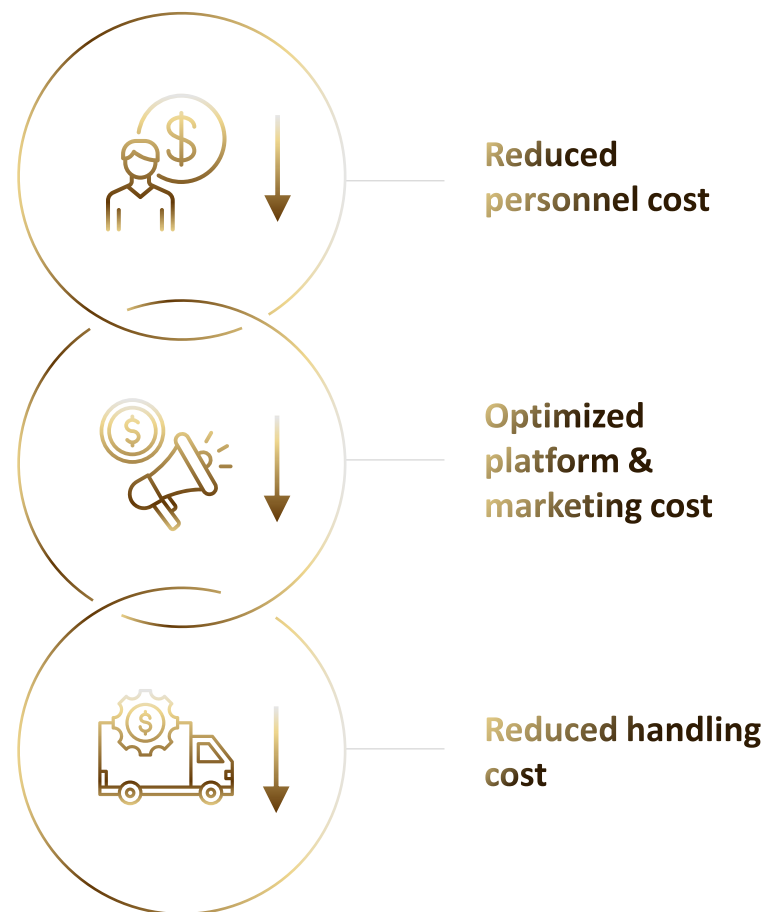 $
Reduced
personnel cost
$
Optimized
platform &
marketing cost
$
Reduced handling
cost